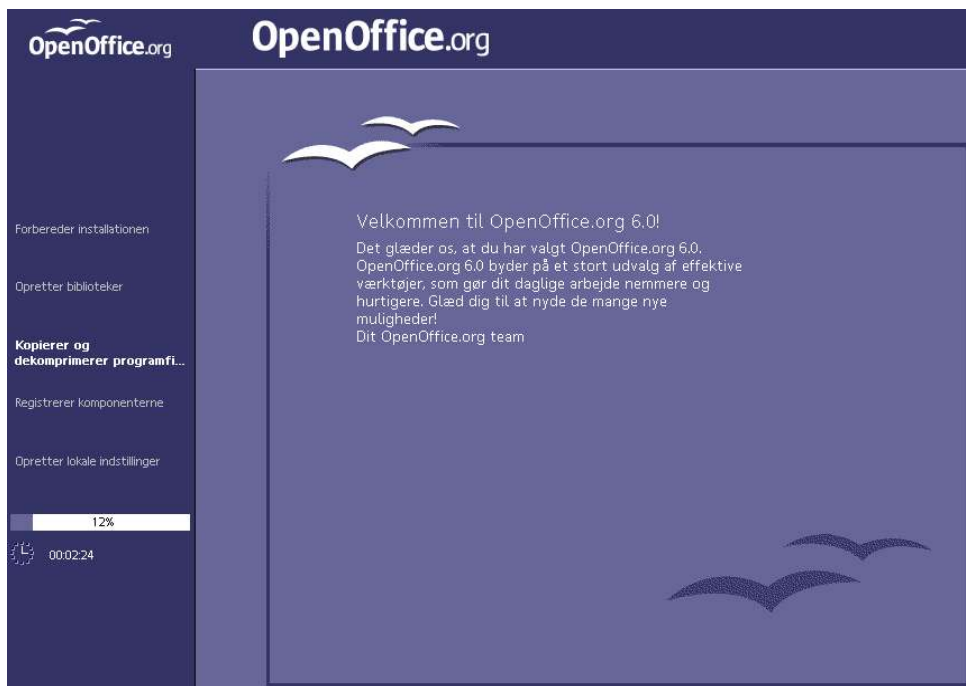 OpenOffice.org
OpenOffice.org
Forbereder installationen
Opretter biblioteker
Kopierer og
dekomprimerer programfi...
Registrerer komponenterne
Opretter lokale indstillinger
12%
00:02:24
Velkommen til OpenOffice.org 6.0!
Det glæder os, at du har valgt OpenOffice.org 6.0.
OpenOffice.org 6.0 byder på et stort udvalg af effektive
værktøjer, som gør dit daglige arbejde nemmere og
hurtigere. Glæd dig til at nyde de mange nye
muligheder!
Dit OpenOffice.org team